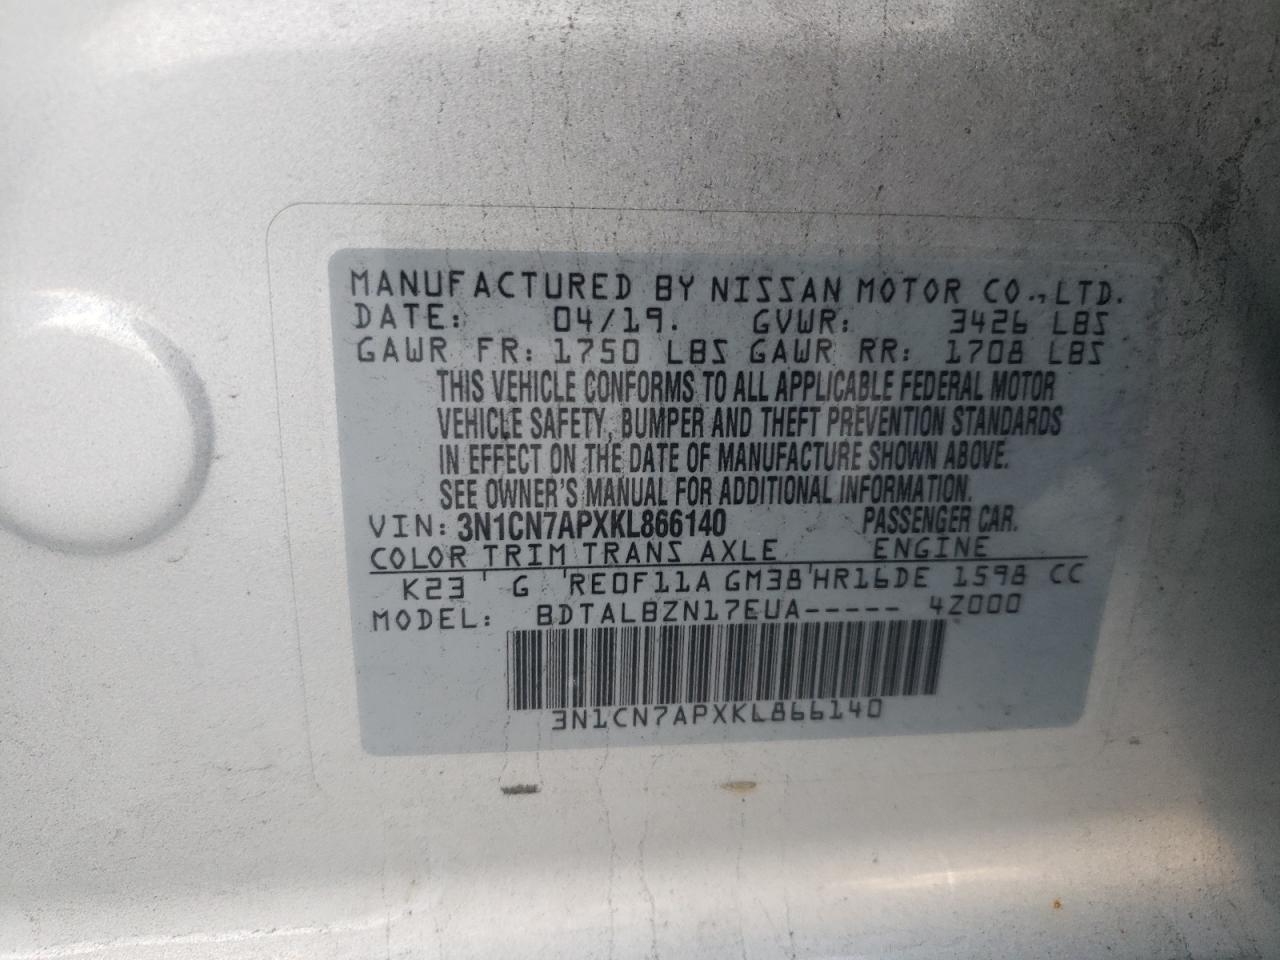 MANUFACTURED BY NISSAN MOTOR CO., LTD.
DATE: 04/19. GVWR: 3426 LBS
GAWR FR: 1750 LBS GAWR RR: 1708 LBS
THIS VEHICLE CONFORMS TO ALL APPLICABLE FEDERAL MOTOR
VEHICLE SAFETY, BUMPER AND THEFT PREVENTION STANDARDS
IN EFFECT ON THE DATE OF MANUFACTURE SHOWN ABOVE.
SEE OWNER'S MANUAL FOR ADDITIONAL INFORMATION.
VIN: 3N1CN7APXKL866140 PASSENGER CAR.
COLOR TRIM TRANS AXLE ENGINE
K23 ' G 'RE0F11A GM38'HR16DE 1598 CC
MODEL: BDTALBZN17EUA----- 4Z000
3N1CN7APXKL866140